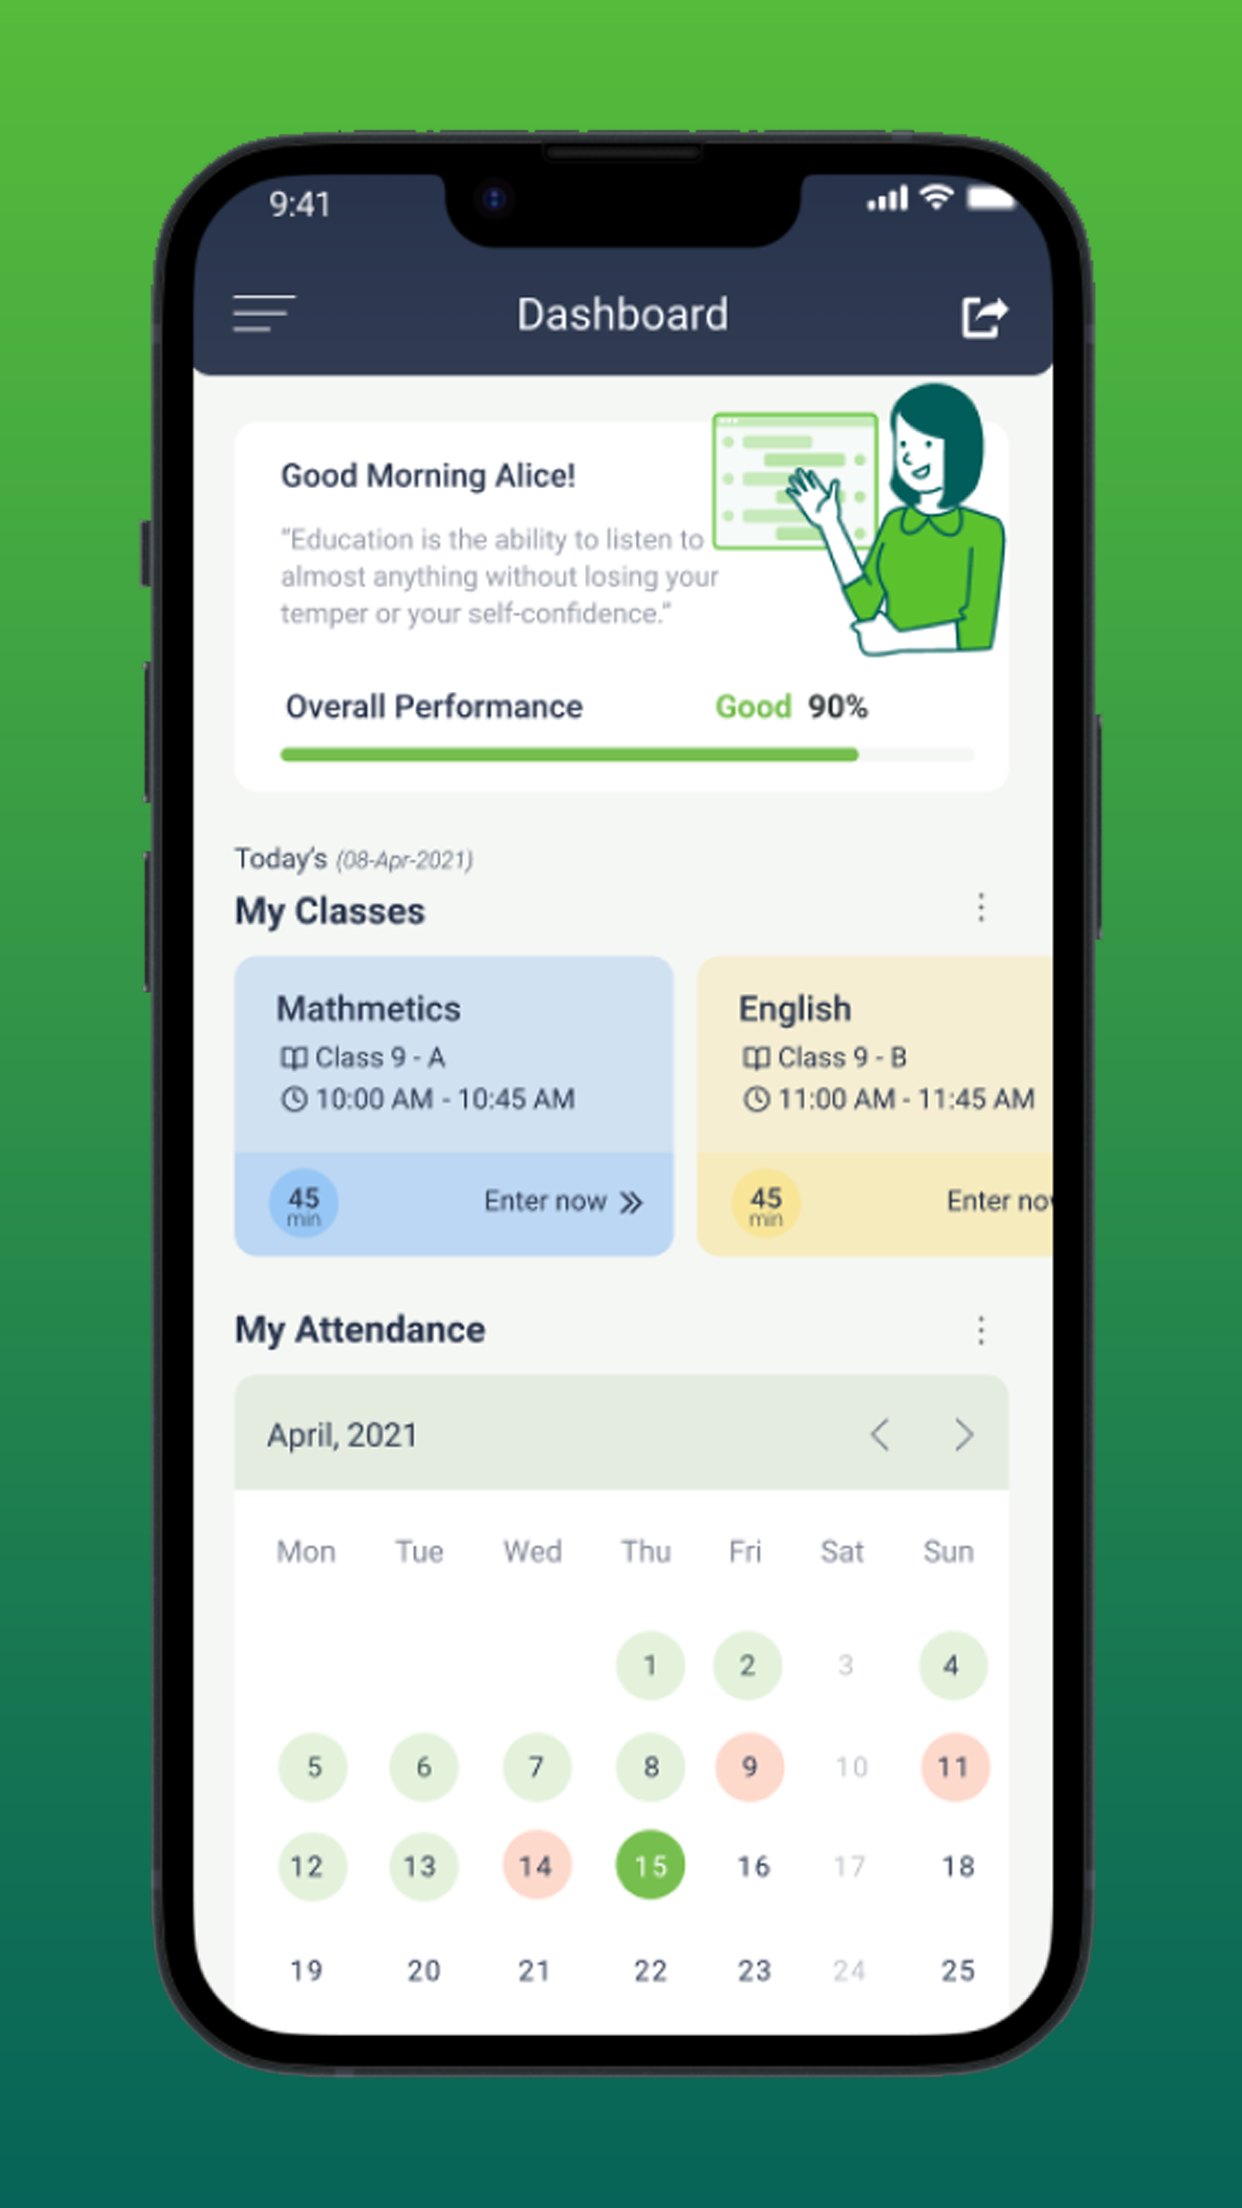 9:41
Dashboard
Good Morning Alice!
“Education is the ability to listen to
almost anything without losing your
temper or your self-confidence.”
Overall Performance Good 90%
Today's (08-Apr-2021)
My Classes
Mathmetics
Class 9 - A
10:00 AM - 10:45 AM
45
min
Enter now
English
Class 9 - B
11:00 AM - 11:45 AM
45
min
Enter
My Attendance
April, 2021
Mon Tue Wed Thu Fri Sat Sun
1 2 3 4
5 6 7 8 9 10 11
12 13 14 15 16 17 18
19 20 21 22 23 24 25